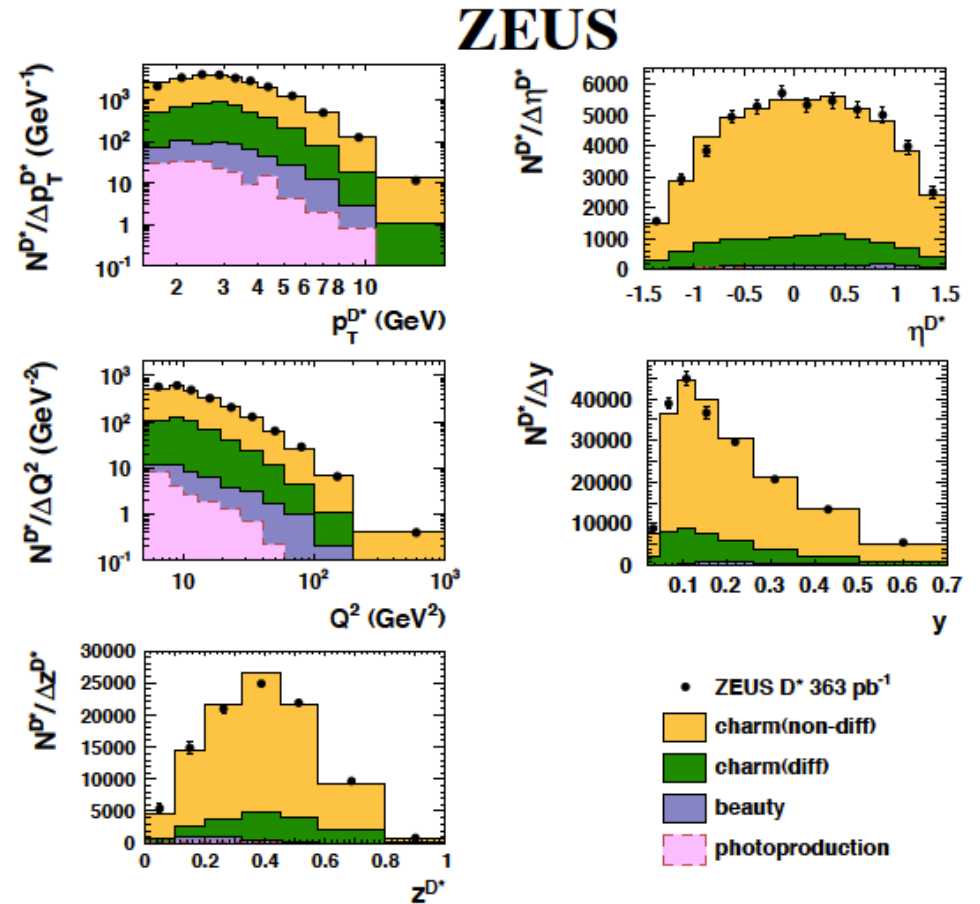 ZEUS
N^D*/Δp_T^D* (GeV⁻¹)
10³
10²
10
1
10⁻¹
2 3 4 5 6 7 8 10
p_T^D* (GeV)
N^D*/Δη^D*
6000
5000
4000
3000
2000
1000
0
-1.5 -1 -0.5 0 0.5 1 1.5
η^D*
N^D*/ΔQ² (GeV⁻²)
10³
10²
10
1
10⁻¹
10 10² 10³
Q² (GeV²)
N^D*/Δy
40000
30000
20000
10000
0
0.1 0.2 0.3 0.4 0.5 0.6 0.7
y
N^D*/Δz^D*
30000
25000
20000
15000
10000
5000
0
0 0.2 0.4 0.6 0.8 1
z^D*
ZEUS D* 363 pb⁻¹
charm(non-diff)
charm(diff)
beauty
photoproduction